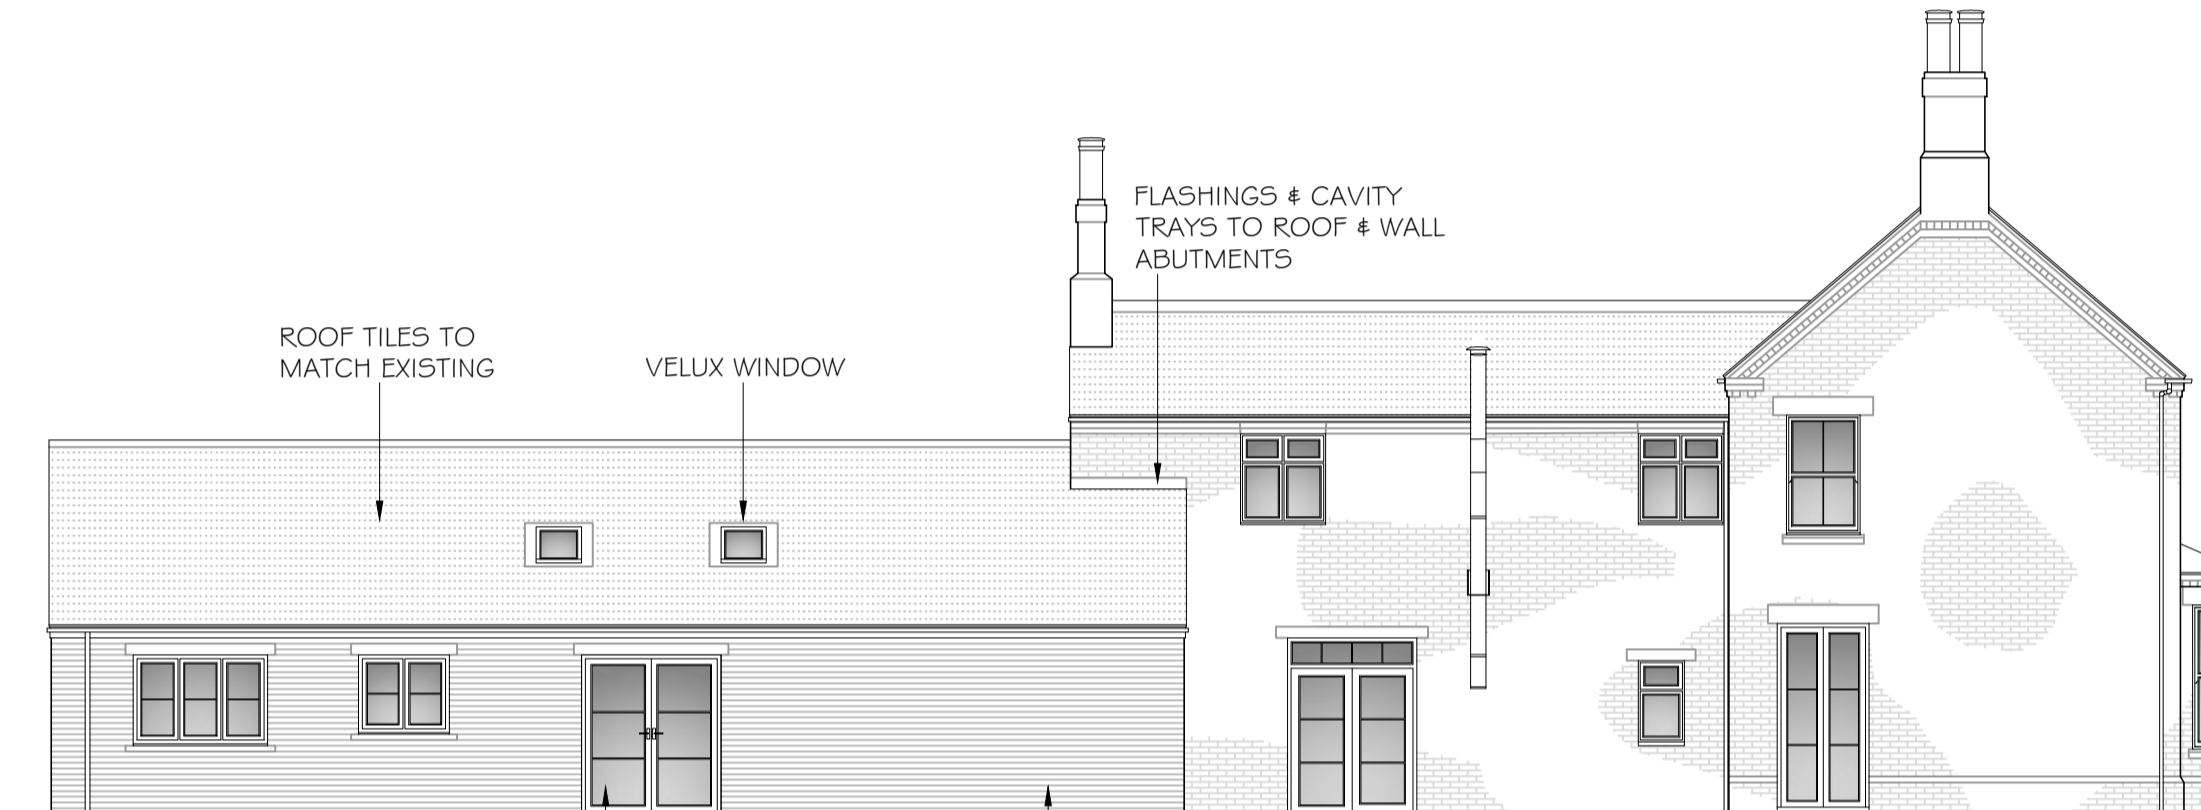 FLASHINGS & CAVITY
TRAYS TO ROOF & WALL
ABUTMENTS
ROOF TILES TO
MATCH EXISTING
VELUX WINDOW